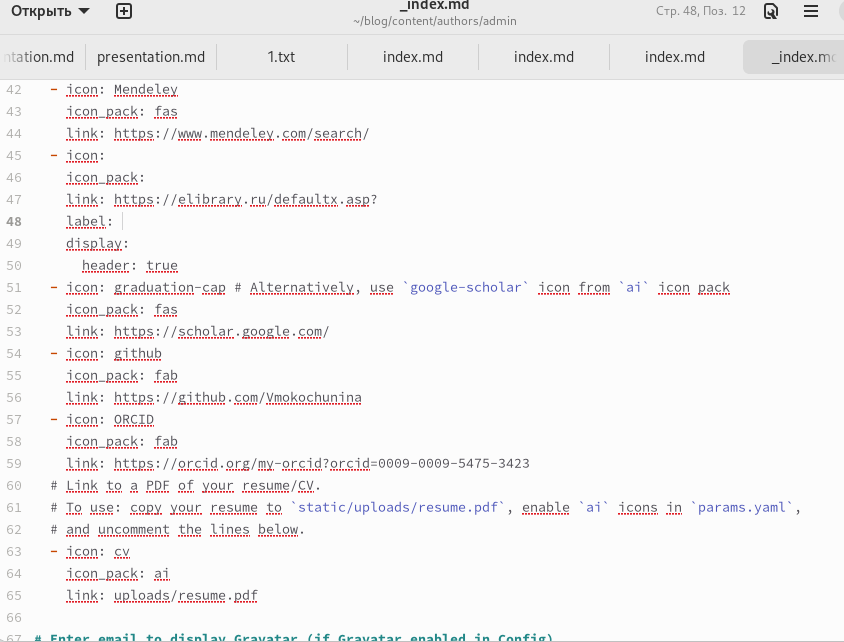 Открыть
_index.md
~/blog/content/authors/admin
Стр. 48, Поз. 12
ntation.md
presentation.md
1.txt
index.md
index.md
index.md
_index.md
42 - icon: Mendeley
43 icon_pack: fas
44 link: https://www.mendeley.com/search/
45 - icon:
46 icon_pack:
47 link: https://elibrary.ru/defaultx.asp?
48 label:
49 display:
50 header: true
51 - icon: graduation-cap # Alternatively, use `google-scholar` icon from `ai` icon pack
52 icon_pack: fas
53 link: https://scholar.google.com/
54 - icon: github
55 icon_pack: fab
56 link: https://github.com/Vmokochunina
57 - icon: ORCID
58 icon_pack: fab
59 link: https://orcid.org/my-orcid?orcid=0009-0009-5475-3423
60 # Link to a PDF of your resume/CV.
61 # To use: copy your resume to `static/uploads/resume.pdf`, enable `ai` icons in `params.yaml`,
62 # and uncomment the lines below.
63 - icon: cv
64 icon_pack: ai
65 link: uploads/resume.pdf
66
67 # Enter email to display Gravatar (if Gravatar enabled in Config)